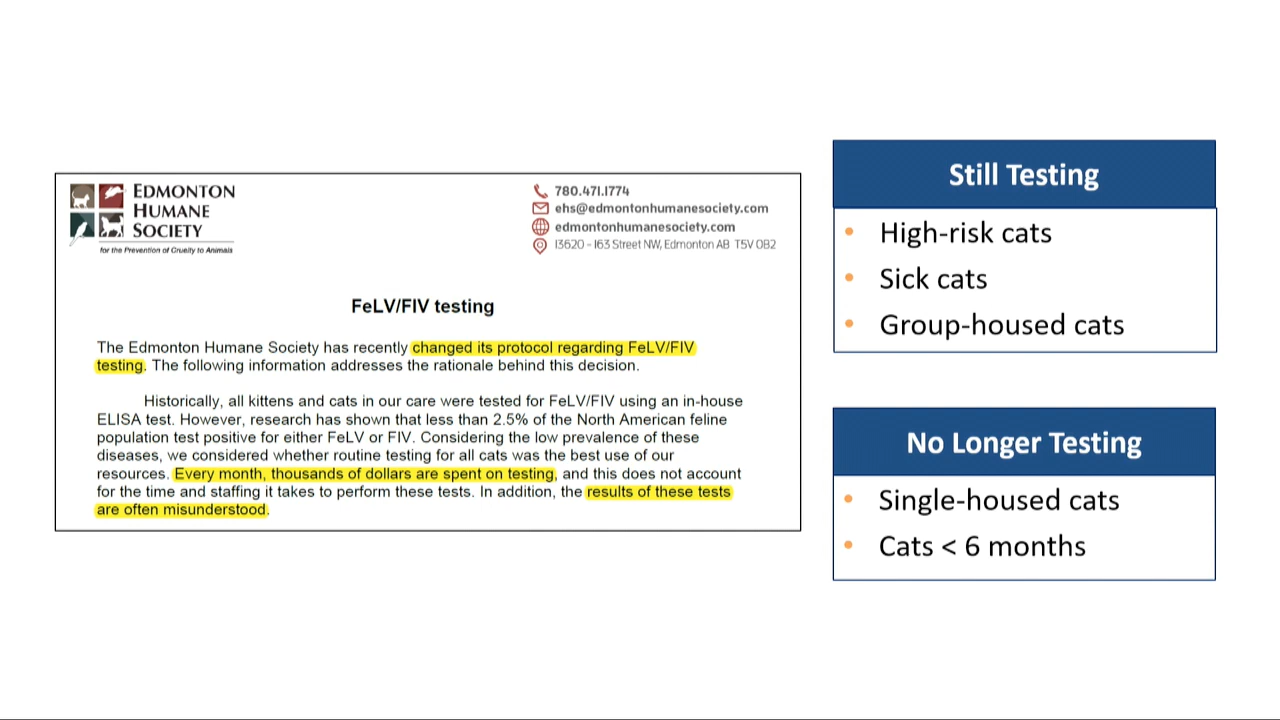 EDMONTON
HUMANE
SOCIETY
for the Prevention of Cruelty to Animals
780.471.1774
ehs@edmontonhumanesociety.com
edmontonhumanesociety.com
13620 - 163 Street NW, Edmonton AB T5V 0B2
FeLV/FIV testing
The Edmonton Humane Society has recently changed its protocol regarding FeLV/FIV
testing. The following information addresses the rationale behind this decision.
Historically, all kittens and cats in our care were tested for FeLV/FIV using an in-house
ELISA test. However, research has shown that less than 2.5% of the North American feline
population test positive for either FeLV or FIV. Considering the low prevalence of these
diseases, we considered whether routine testing for all cats was the best use of our
resources. Every month, thousands of dollars are spent on testing, and this does not account
for the time and staffing it takes to perform these tests. In addition, the results of these tests
are often misunderstood.
Still Testing
• High-risk cats
• Sick cats
• Group-housed cats
No Longer Testing
• Single-housed cats
• Cats < 6 months